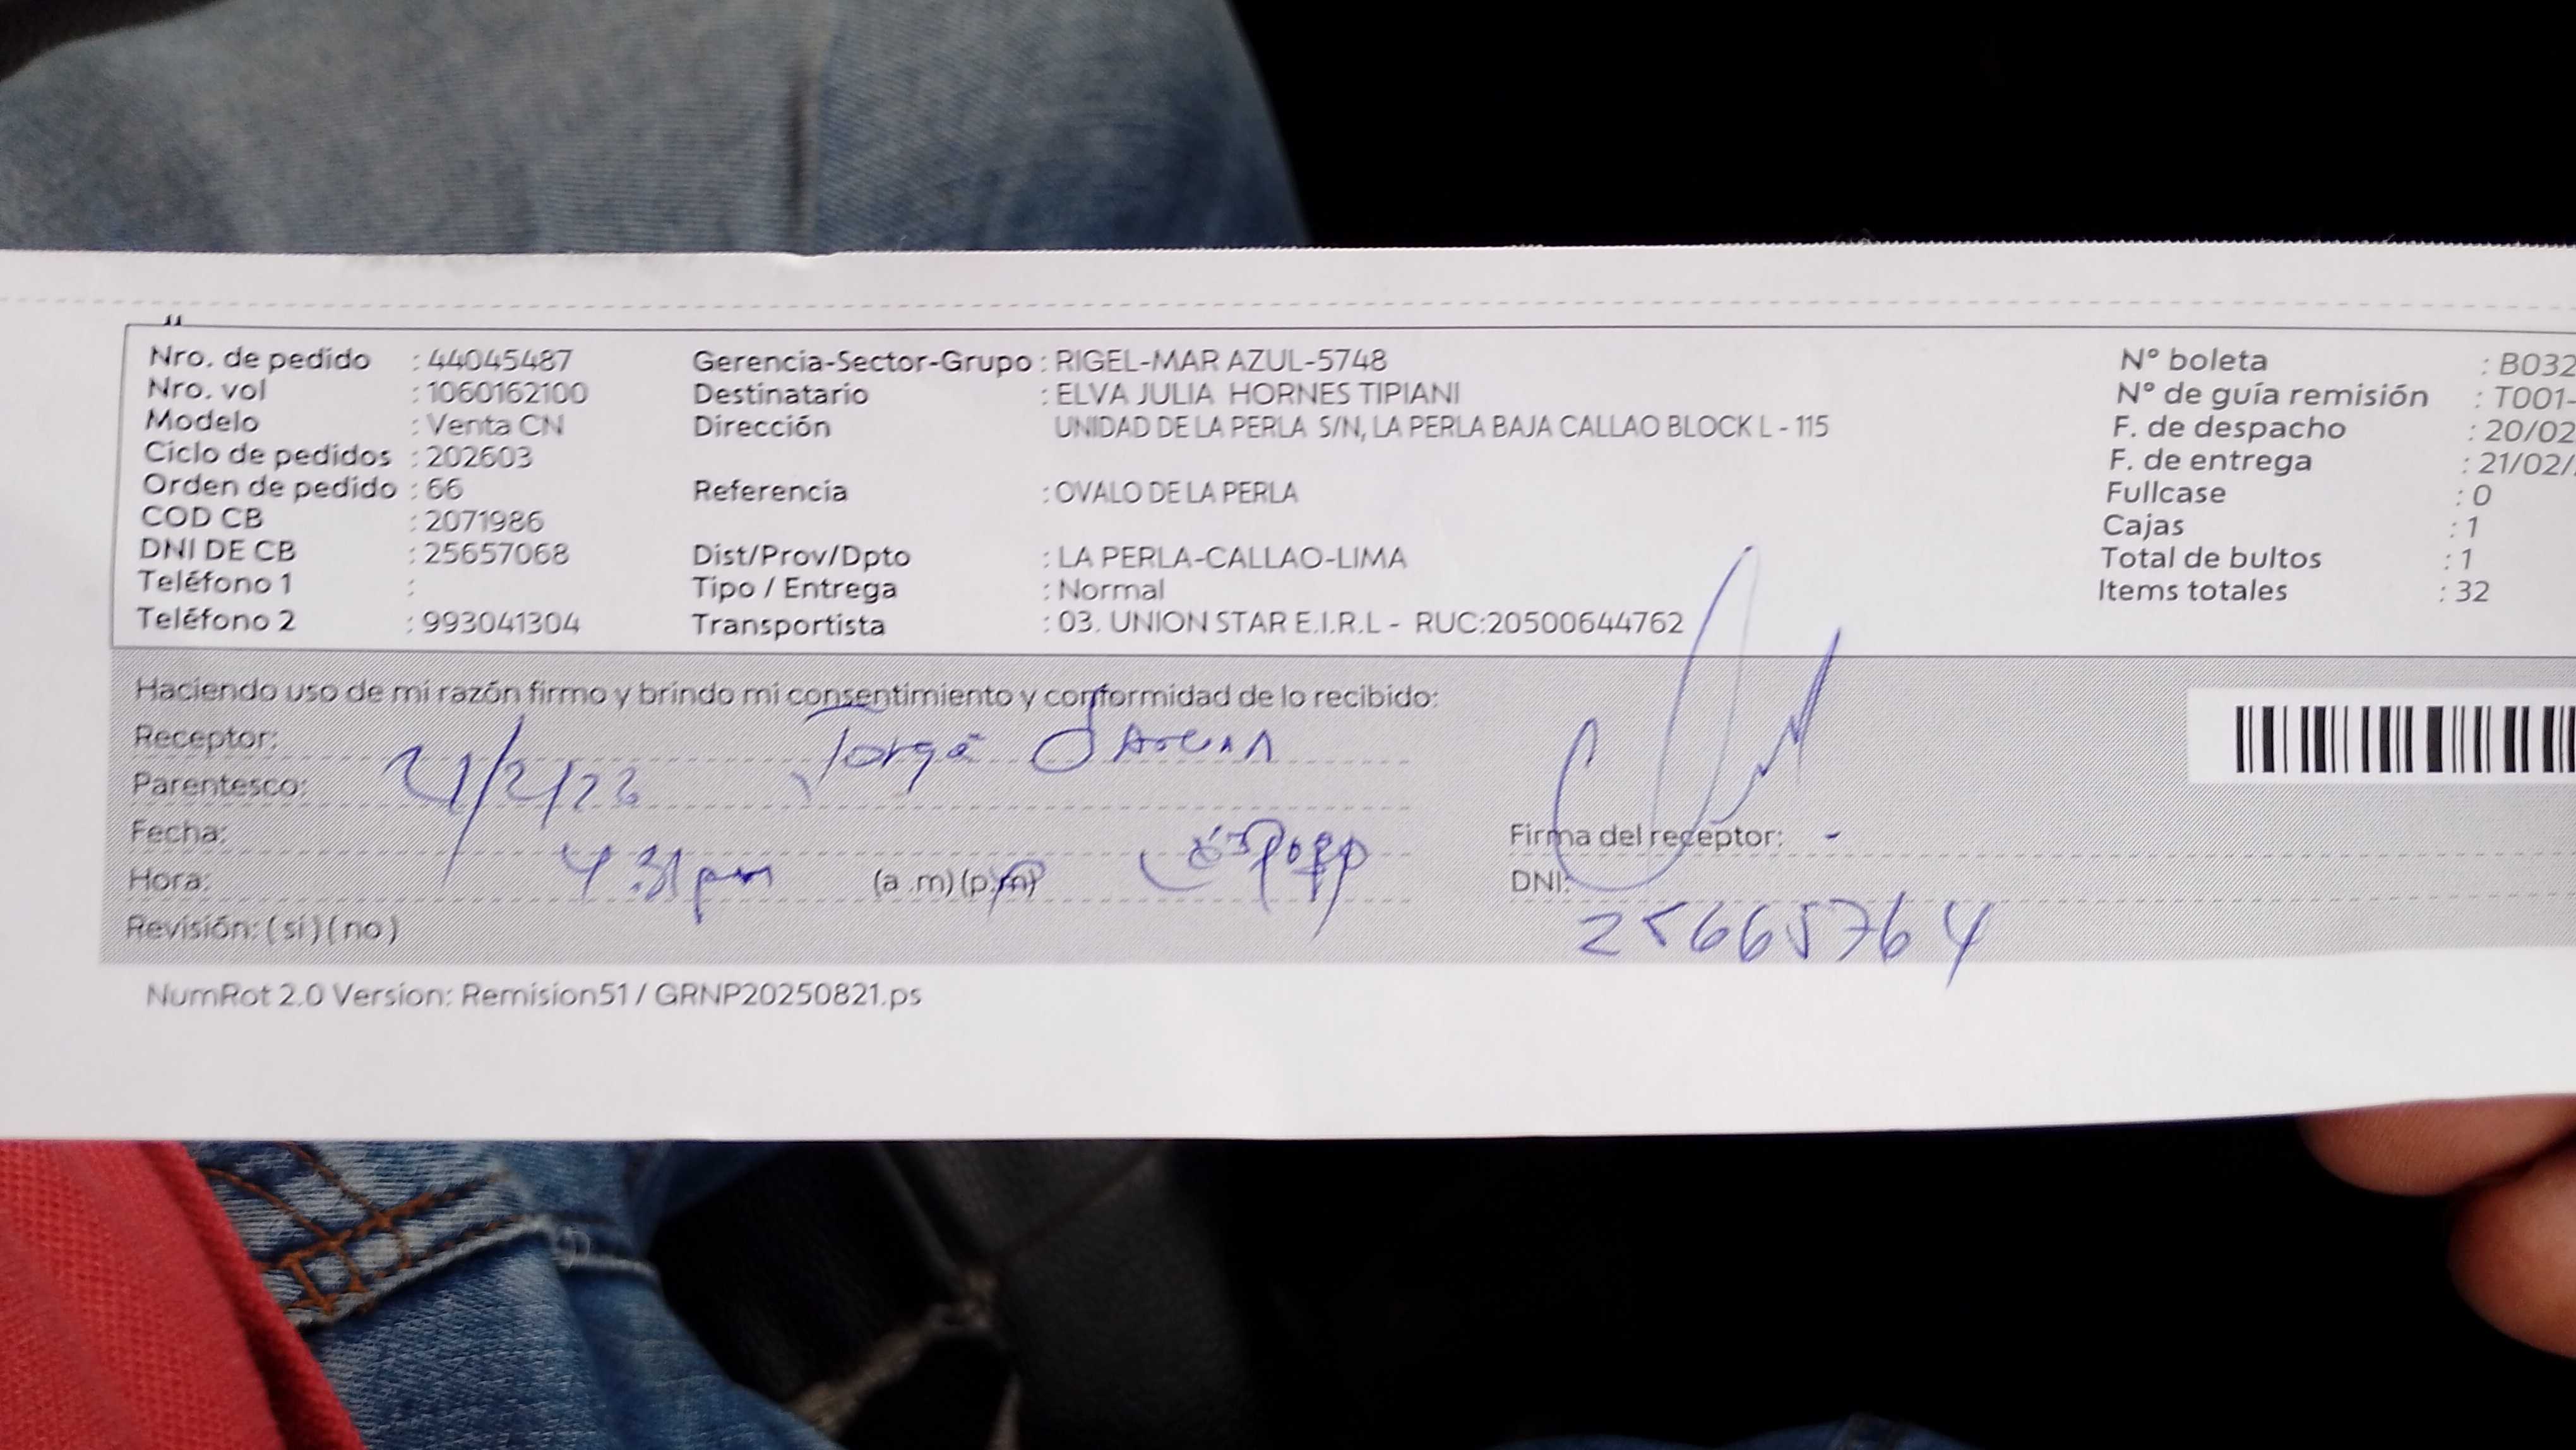 Nro. de pedido : 44045487 Gerencia-Sector-Grupo : RIGEL-MAR AZUL-5748 N° boleta : B032
Nro. vol : 1060162100 Destinatario : ELVA JULIA HORNES TIPIANI N° de guía remisión : T001-
Modelo : Venta CN Dirección UNIDAD DE LA PERLA S/N, LA PERLA BAJA CALLAO BLOCK L - 115 F. de despacho : 20/02
Ciclo de pedidos : 202603 F. de entrega : 21/02/
Orden de pedido : 66 Referencia : OVALO DE LA PERLA Fullcase : 0
COD CB : 2071986 Cajas : 1
DNI DE CB : 25657068 Dist/Prov/Dpto : LA PERLA-CALLAO-LIMA Total de bultos : 1
Teléfono 1 : Tipo / Entrega : Normal Items totales : 32
Teléfono 2 : 993041304 Transportista : 03. UNION STAR E.I.R.L - RUC:20500644762
Haciendo uso de mi razón firmo y brindo mi consentimiento y conformidad de lo recibido:
Receptor: Jorge
Parentesco: 21/2/26
Fecha: Firma del receptor:
Hora: 4:31 pm (a .m)(p.m) DNI:
25665764
Revisión: ( si ) ( no )
NumRot 2.0 Version: Remision51 / GRNP20250821.ps